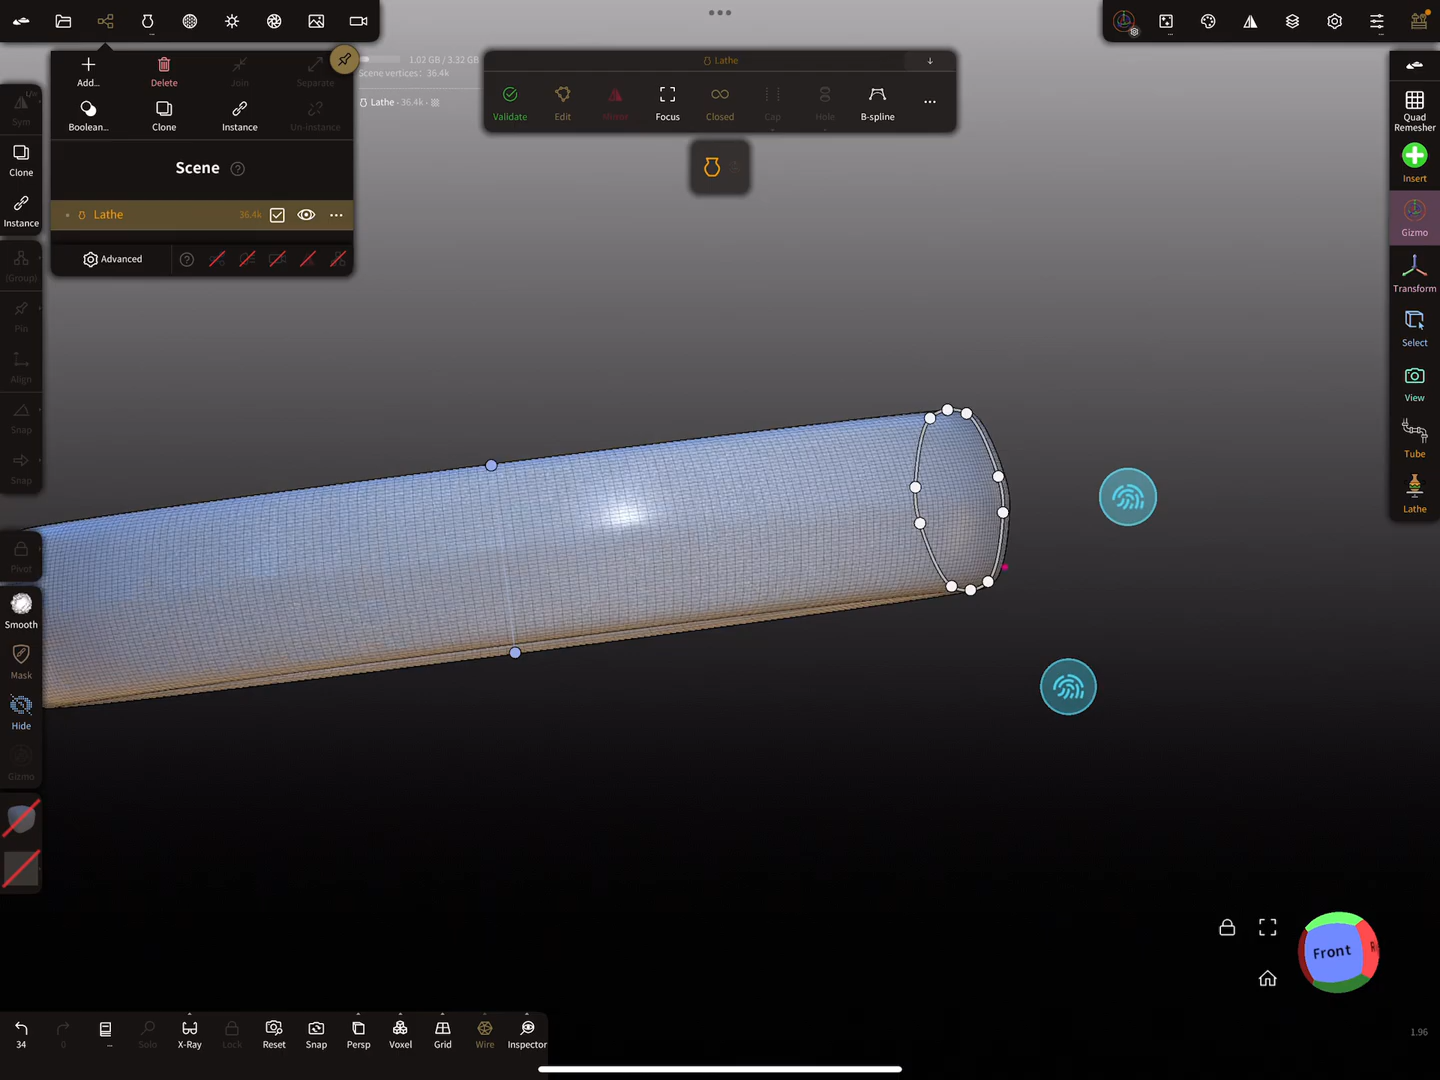 Add...
Delete
Join
Separate
Boolean...
Clone
Instance
Un-instance
Scene
Lathe
36.4k
Advanced
1.02 GB / 3.32 GB
Scene vertices: 36.4k
Lathe · 36.4k ·
Lathe
Validate
Edit
Mirror
Focus
Closed
Cap
Hole
B-spline
Sym
Clone
Instance
(Group)
Pin
Align
Snap
Snap
Pivot
Smooth
Mask
Hide
Gizmo
Quad
Remesher
Insert
Gizmo
Transform
Select
View
Tube
Lathe
Front
1.96
34
0
...
Solo
X-Ray
Lock
Reset
Snap
Persp
Voxel
Grid
Wire
Inspector